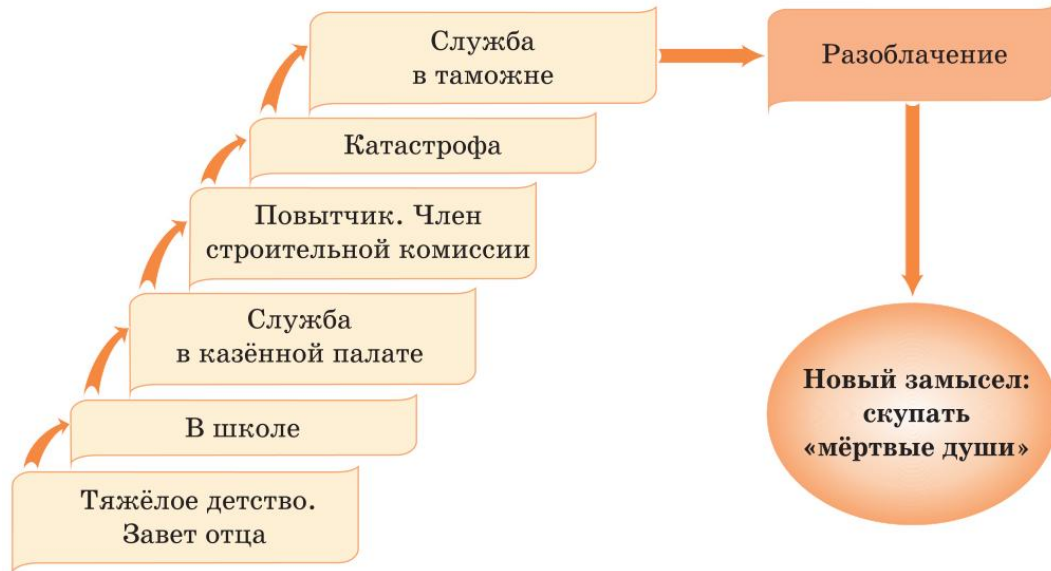 Служба
в таможне
Разоблачение
Катастрофа
Повытчик. Член
строительной комиссии
Служба
в казённой палате
Новый замысел:
скупать
«мёртвые души»
В школе
Тяжёлое детство.
Завет отца